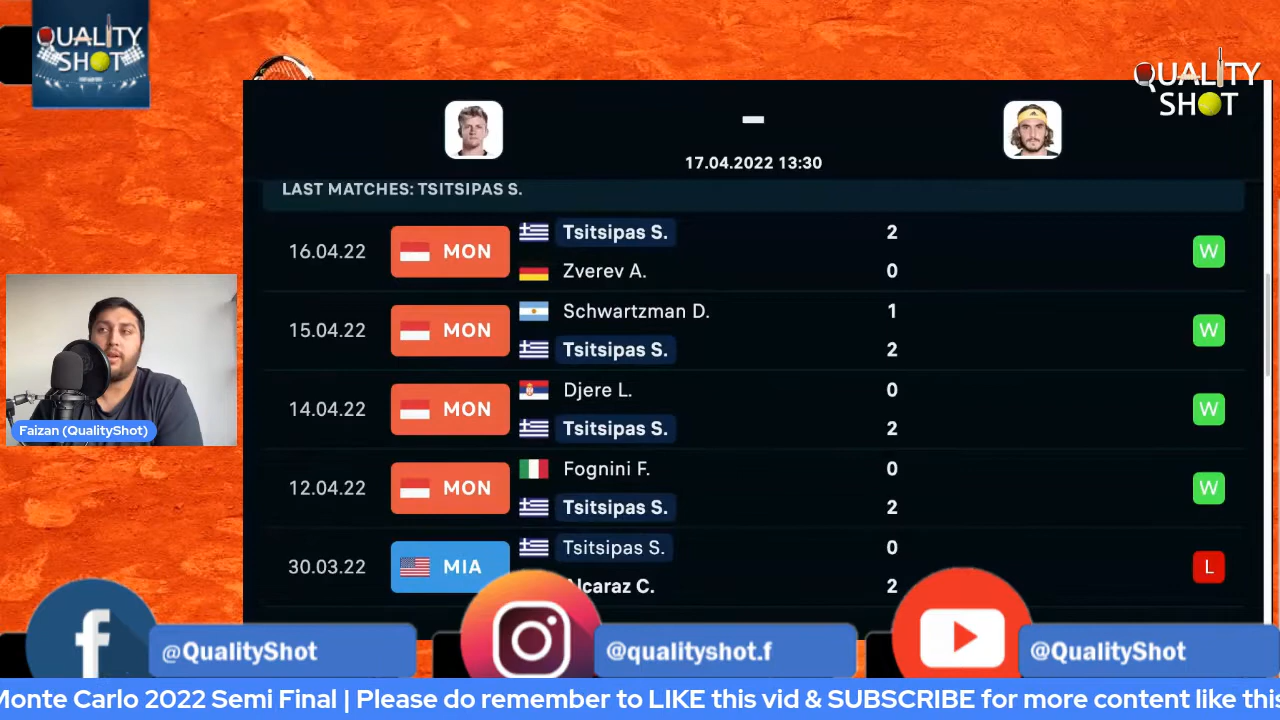 QUALITY
SHOT
QUALITY
SHOT
17.04.2022 13:30
LAST MATCHES: TSITSIPAS S.
16.04.22 MON Tsitsipas S. 2 W
Zverev A. 0
15.04.22 MON Schwartzman D. 1 W
Tsitsipas S. 2
14.04.22 MON Djere L. 0 W
Tsitsipas S. 2
12.04.22 MON Fognini F. 0 W
Tsitsipas S. 2
30.03.22 MIA Tsitsipas S. 0 L
lcaraz C. 2
Faizan (QualityShot)
@QualityShot
@qualityshot.f
@QualityShot
Monte Carlo 2022 Semi Final | Please do remember to LIKE this vid & SUBSCRIBE for more content like this